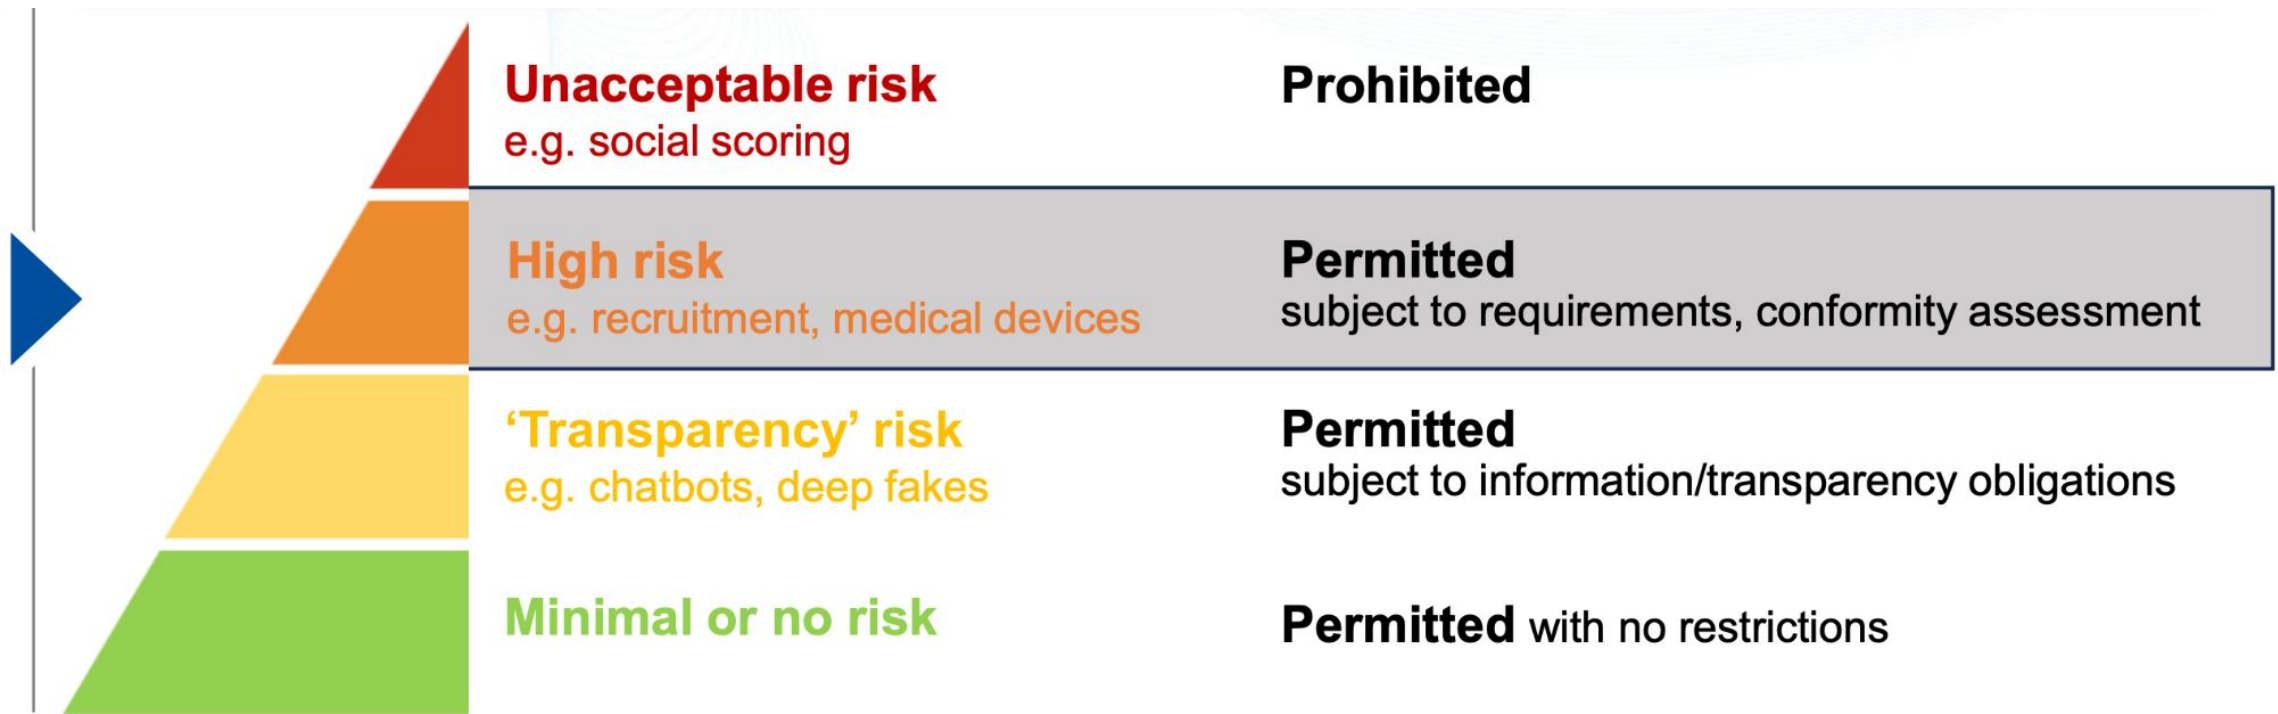 Unacceptable risk
e.g. social scoring
Prohibited
High risk
e.g. recruitment, medical devices
Permitted
subject to requirements, conformity assessment
‘Transparency’ risk
e.g. chatbots, deep fakes
Permitted
subject to information/transparency obligations
Minimal or no risk
Permitted with no restrictions